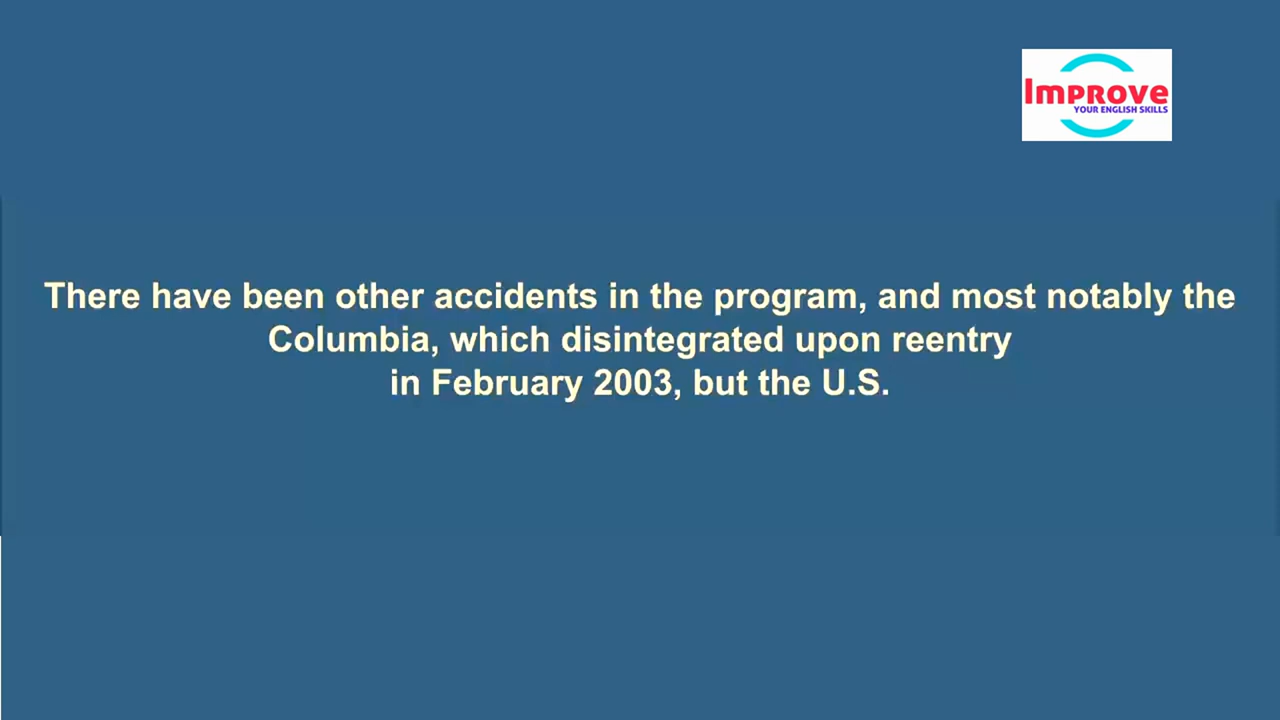 Improve
YOUR ENGLISH SKILLS
There have been other accidents in the program, and most notably the
Columbia, which disintegrated upon reentry
in February 2003, but the U.S.